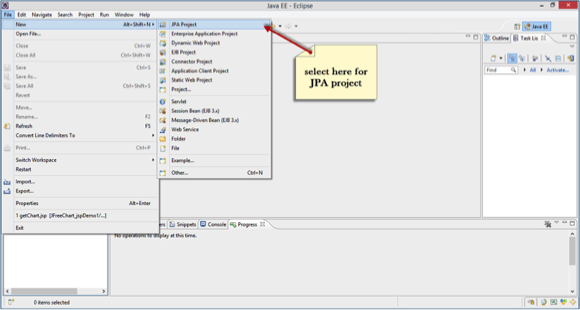 Java EE - Eclipse
File Edit Navigate Search Project Run Window Help
New Alt+Shift+N
Open File...
Close Ctrl+W
Close All Ctrl+Shift+W
Save Ctrl+S
Save As...
Save All Ctrl+Shift+S
Revert
Move...
Rename... F2
Refresh F5
Convert Line Delimiters To
Print... Ctrl+P
Switch Workspace
Restart
Import...
Export...
Properties Alt+Enter
1 getChart.jsp [JFreeChart_jspDemo1/...]
Exit
JPA Project
Enterprise Application Project
Dynamic Web Project
EJB Project
Connector Project
Application Client Project
Static Web Project
Project...
Servlet
Session Bean (EJB 3.x)
Message-Driven Bean (EJB 3.x)
Web Service
Folder
File
Example...
Other... Ctrl+N
select here for
JPA project
Java EE
Outline Task Lis
Find All Activate...
Snippets Console Progress
No operations to display at this time.
0 items selected